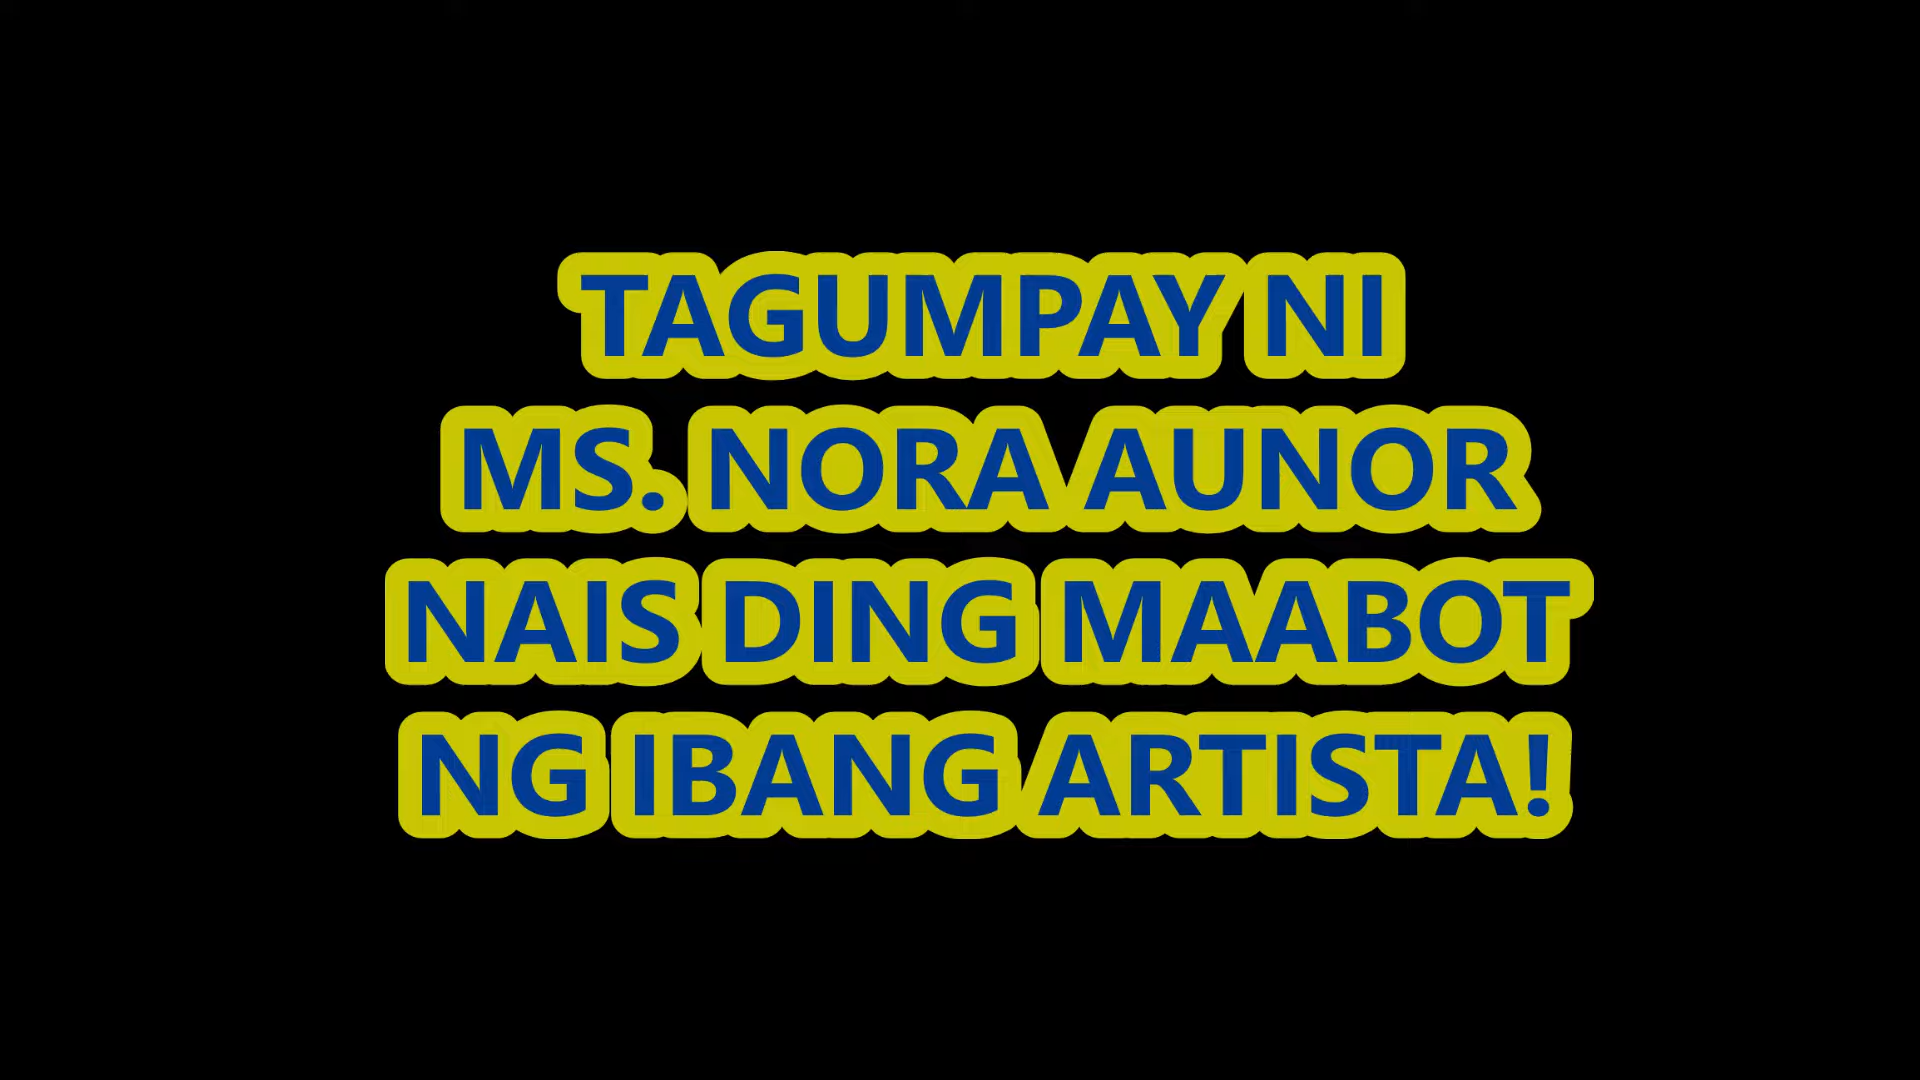 TAGUMPAY NI
MS. NORA AUNOR
NAIS DING MAABOT
NG IBANG ARTISTA!